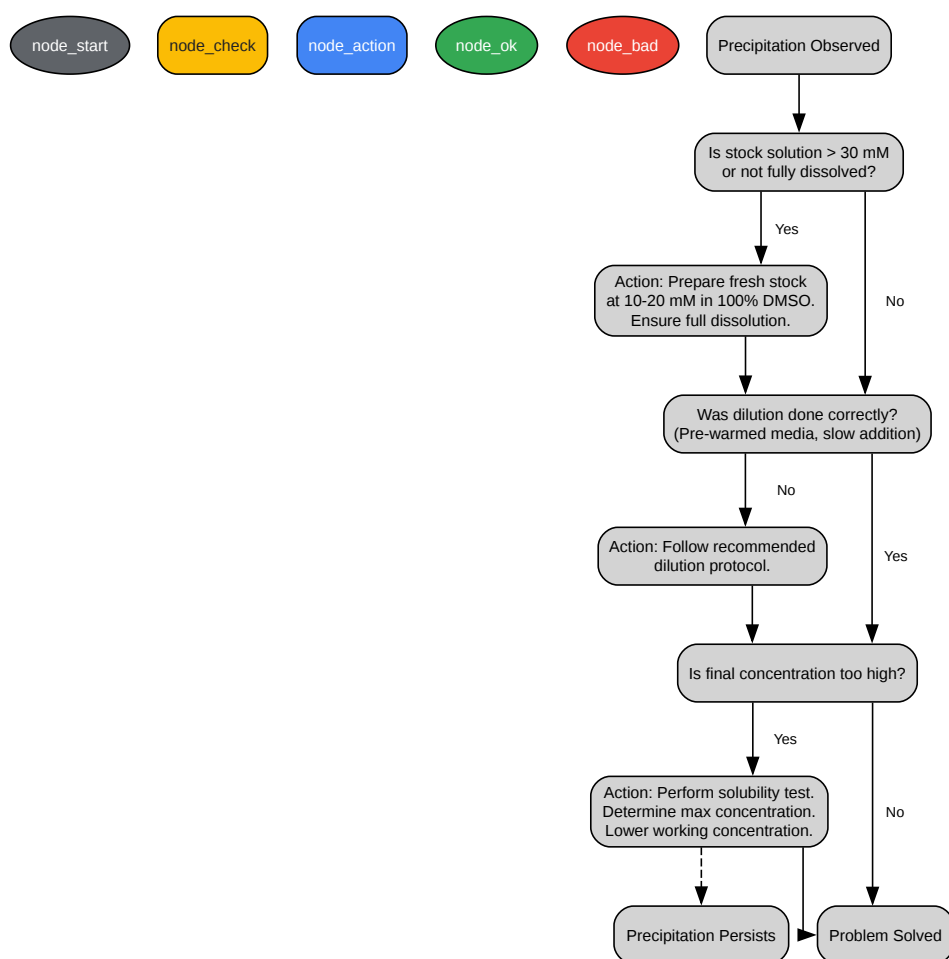 node_start
node_check
node_action
node_ok
node_bad
Precipitation Observed
Is stock solution > 30 mM
or not fully dissolved?
Yes
Action: Prepare fresh stock
at 10-20 mM in 100% DMSO.
Ensure full dissolution.
No
Was dilution done correctly?
(Pre-warmed media, slow addition)
No
Action: Follow recommended
dilution protocol.
Yes
Is final concentration too high?
Yes
Action: Perform solubility test.
Determine max concentration.
Lower working concentration.
No
Precipitation Persists
Problem Solved